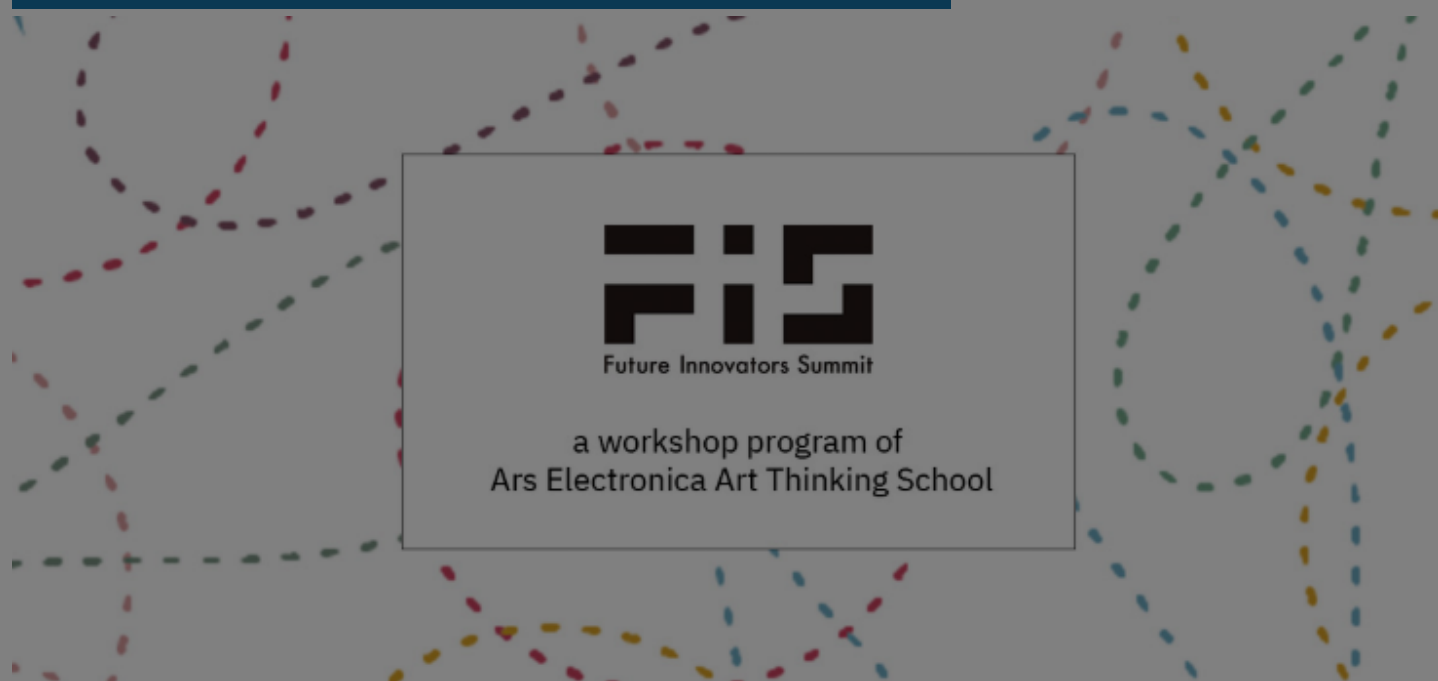 FiS
Future Innovators Summit
a workshop program of
Ars Electronica Art Thinking School